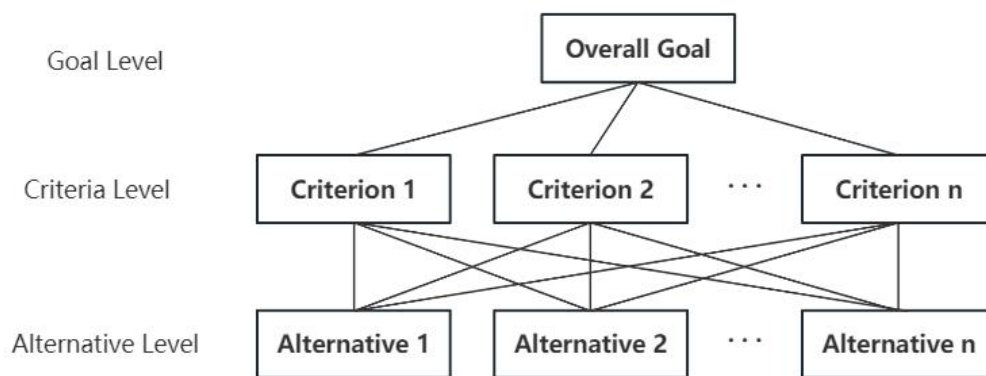 Goal Level
Overall Goal
Criteria Level
Criterion 1
Criterion 2
···
Criterion n
Alternative Level
Alternative 1
Alternative 2
···
Alternative n